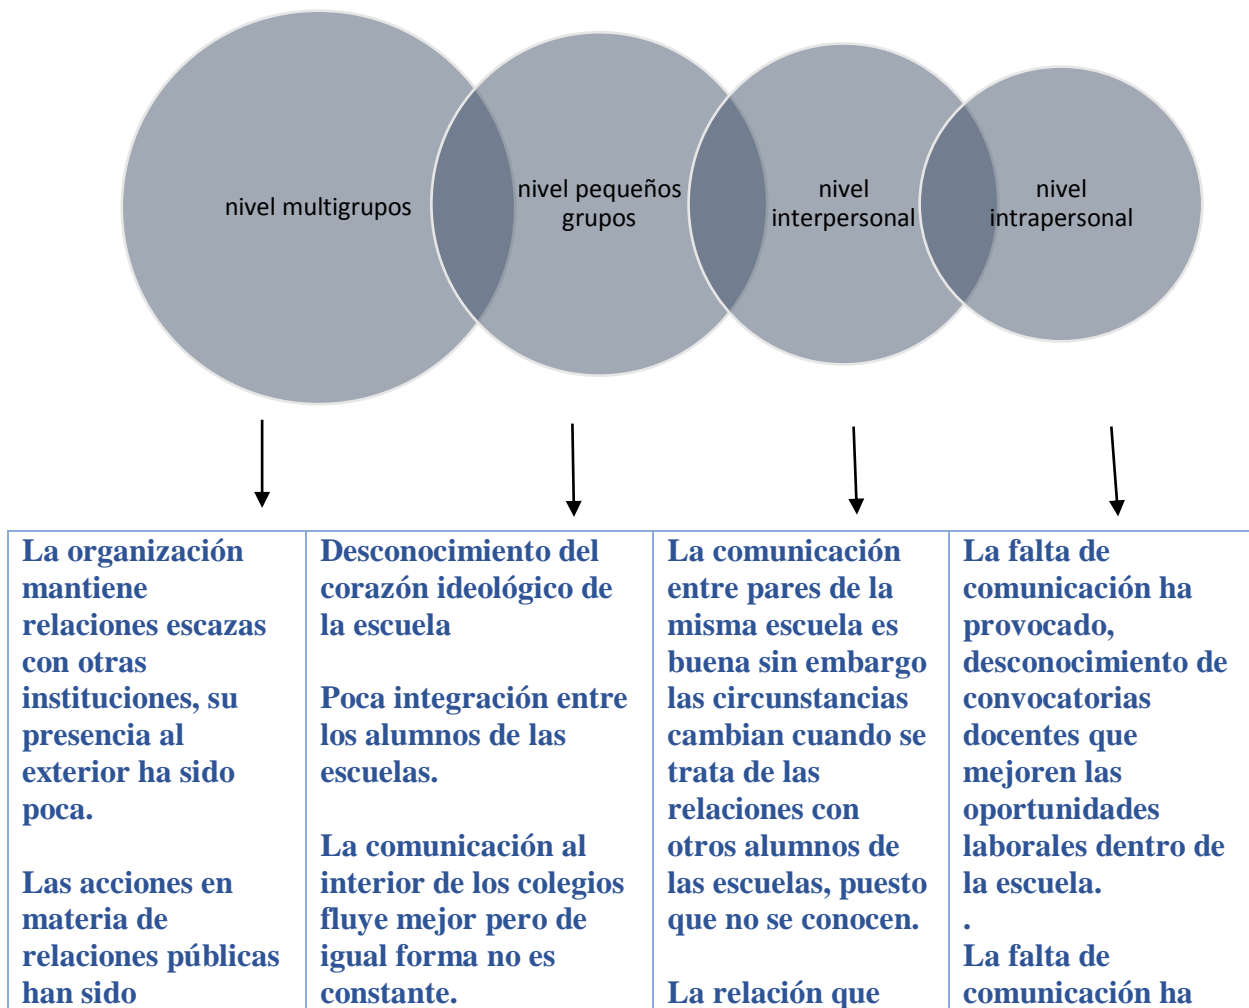 nivel multigrupos
nivel pequeños
grupos
nivel
interpersonal
nivel
intrapersonal
La organización
mantiene
relaciones escazas
con otras
instituciones, su
presencia al
exterior ha sido
poca.
Las acciones en
materia de
relaciones públicas
han sido
Desconocimiento del
corazón ideológico de
la escuela
Poca integración entre
los alumnos de las
escuelas.
La comunicación al
interior de los colegios
fluye mejor pero de
igual forma no es
constante.
La comunicación
entre pares de la
misma escuela es
buena sin embargo
las circunstancias
cambian cuando se
trata de las
relaciones con
otros alumnos de
las escuelas, puesto
que no se conocen.
La relación que
La falta de
comunicación ha
provocado,
desconocimiento de
convocatorias
docentes que
mejoren las
oportunidades
laborales dentro de
la escuela.
.
La falta de
comunicación ha